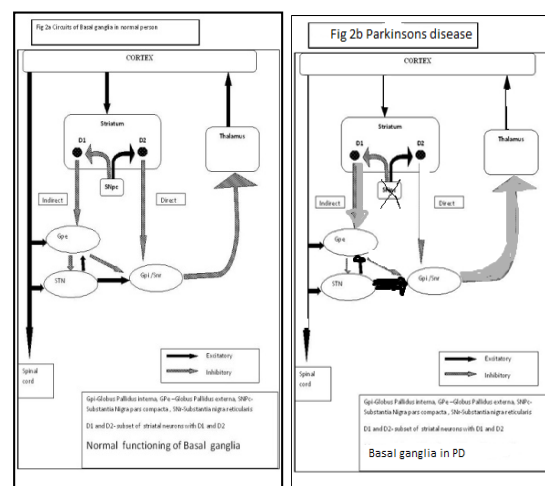 Fig 2a Circuits of Basal ganglia in normal person
CORTEX
Striatum
D1
D2
SNpc
Thalamus
Indirect
Direct
Gpe
STN
Gpi /Snr
Spinal
cord
Excitatory
Inhibitory
Gpi-Globus Pallidus interna, GPe –Globus Pallidus externa, SNPc-
Substantia Nigra pars compacta , SNr-Substantia nigra reticularis
D1 and D2- subset of striatal neurons with D1 and D2
Normal functioning of Basal ganglia
Fig 2b Parkinsons disease
CORTEX
Striatum
D1
D2
SNpc
Thalamus
Indirect
Direct
Gpe
STN
Gpi /Snr
Spinal
cord
Excitatory
Inhibitory
Gpi-Globus Pallidus interna, GPe –Globus Pallidus externa, SNPc-
Substantia Nigra pars compacta , SNr-Substantia nigra reticularis
D1 and D2- subset of striatal neurons with D1 and D2
Basal ganglia in PD